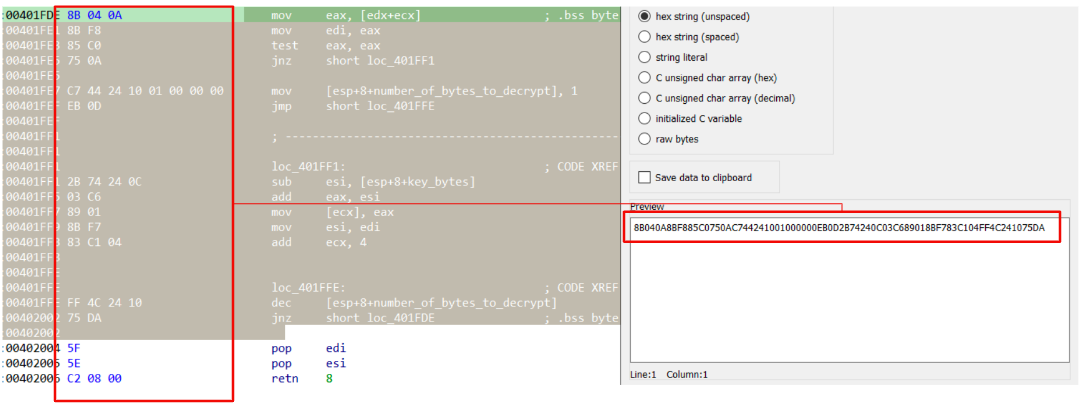 :00401FDE 8B 04 0A mov eax, [edx+ecx] ; .bss byte
:00401FE1 8B F8 mov edi, eax
:00401FE3 85 C0 test eax, eax
:00401FE5 75 0A jnz short loc_401FF1
:00401FE5
:00401FE7 C7 44 24 10 01 00 00 00 mov [esp+8+number_of_bytes_to_decrypt], 1
:00401FEF EB 0D jmp short loc_401FFE
:00401FEF
:00401FF1 ; ---------------------------------------------
:00401FF1
:00401FF1 loc_401FF1: ; CODE XREF
:00401FF1 2B 74 24 0C sub esi, [esp+8+key_bytes]
:00401FF5 03 C6 add eax, esi
:00401FF7 89 01 mov [ecx], eax
:00401FF9 8B F7 mov esi, edi
:00401FFB 83 C1 04 add ecx, 4
:00401FFB
:00401FFE
:00401FFE loc_401FFE: ; CODE XREF
:00401FFE FF 4C 24 10 dec [esp+8+number_of_bytes_to_decrypt]
:00402002 75 DA jnz short loc_401FDE ; .bss byte
:00402002
:00402004 5F pop edi
:00402005 5E pop esi
:00402006 C2 08 00 retn 8
hex string (unspaced)
hex string (spaced)
string literal
C unsigned char array (hex)
C unsigned char array (decimal)
initialized C variable
raw bytes
Save data to clipboard
Preview
8B040A8BF885C0750AC744241001000000EB0D2B74240C03C689018BF783C104FF4C241075DA
Line:1 Column:1